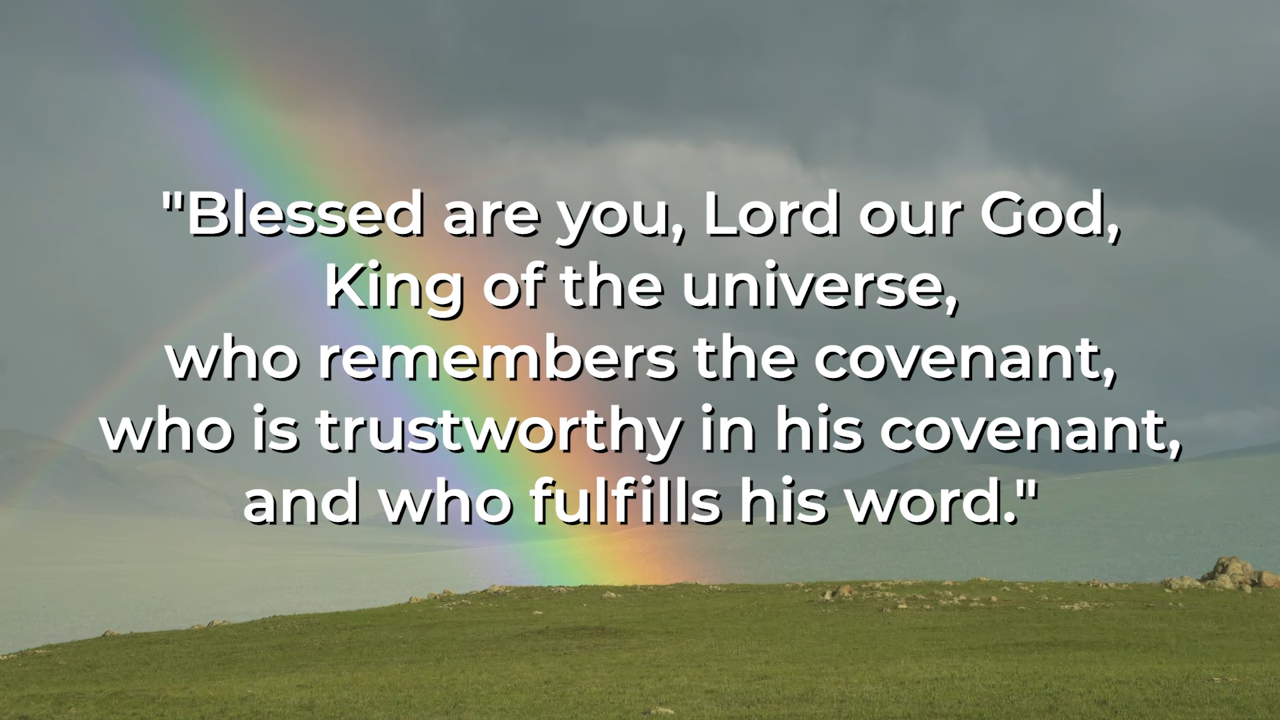 "Blessed are you, Lord our God,
King of the universe,
who remembers the covenant,
who is trustworthy in his covenant,
and who fulfills his word."